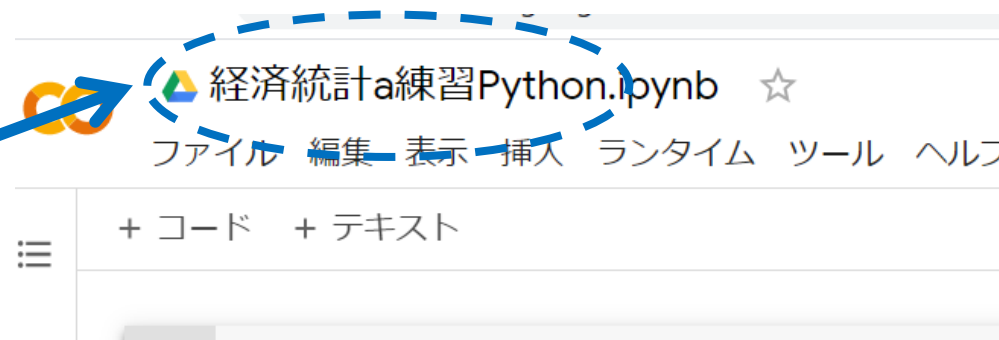 経済統計a練習Python.ipynb
ファイル 編集 表示 挿入 ランタイム ツール ヘルプ
+ コード + テキスト